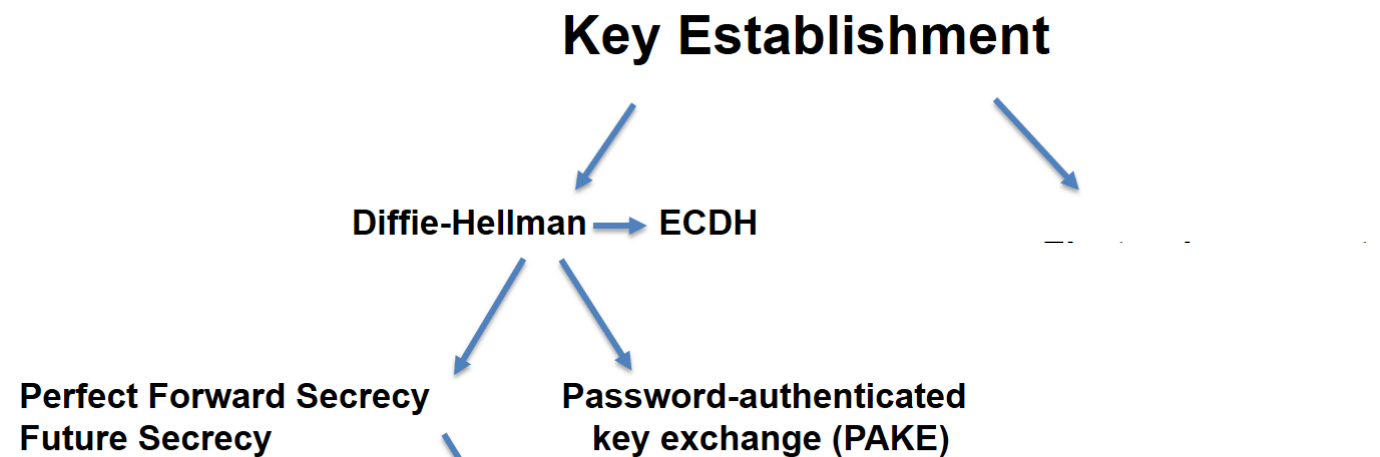 Key Establishment
Diffie-Hellman ECDH
Perfect Forward Secrecy
Future Secrecy
Password-authenticated
key exchange (PAKE)